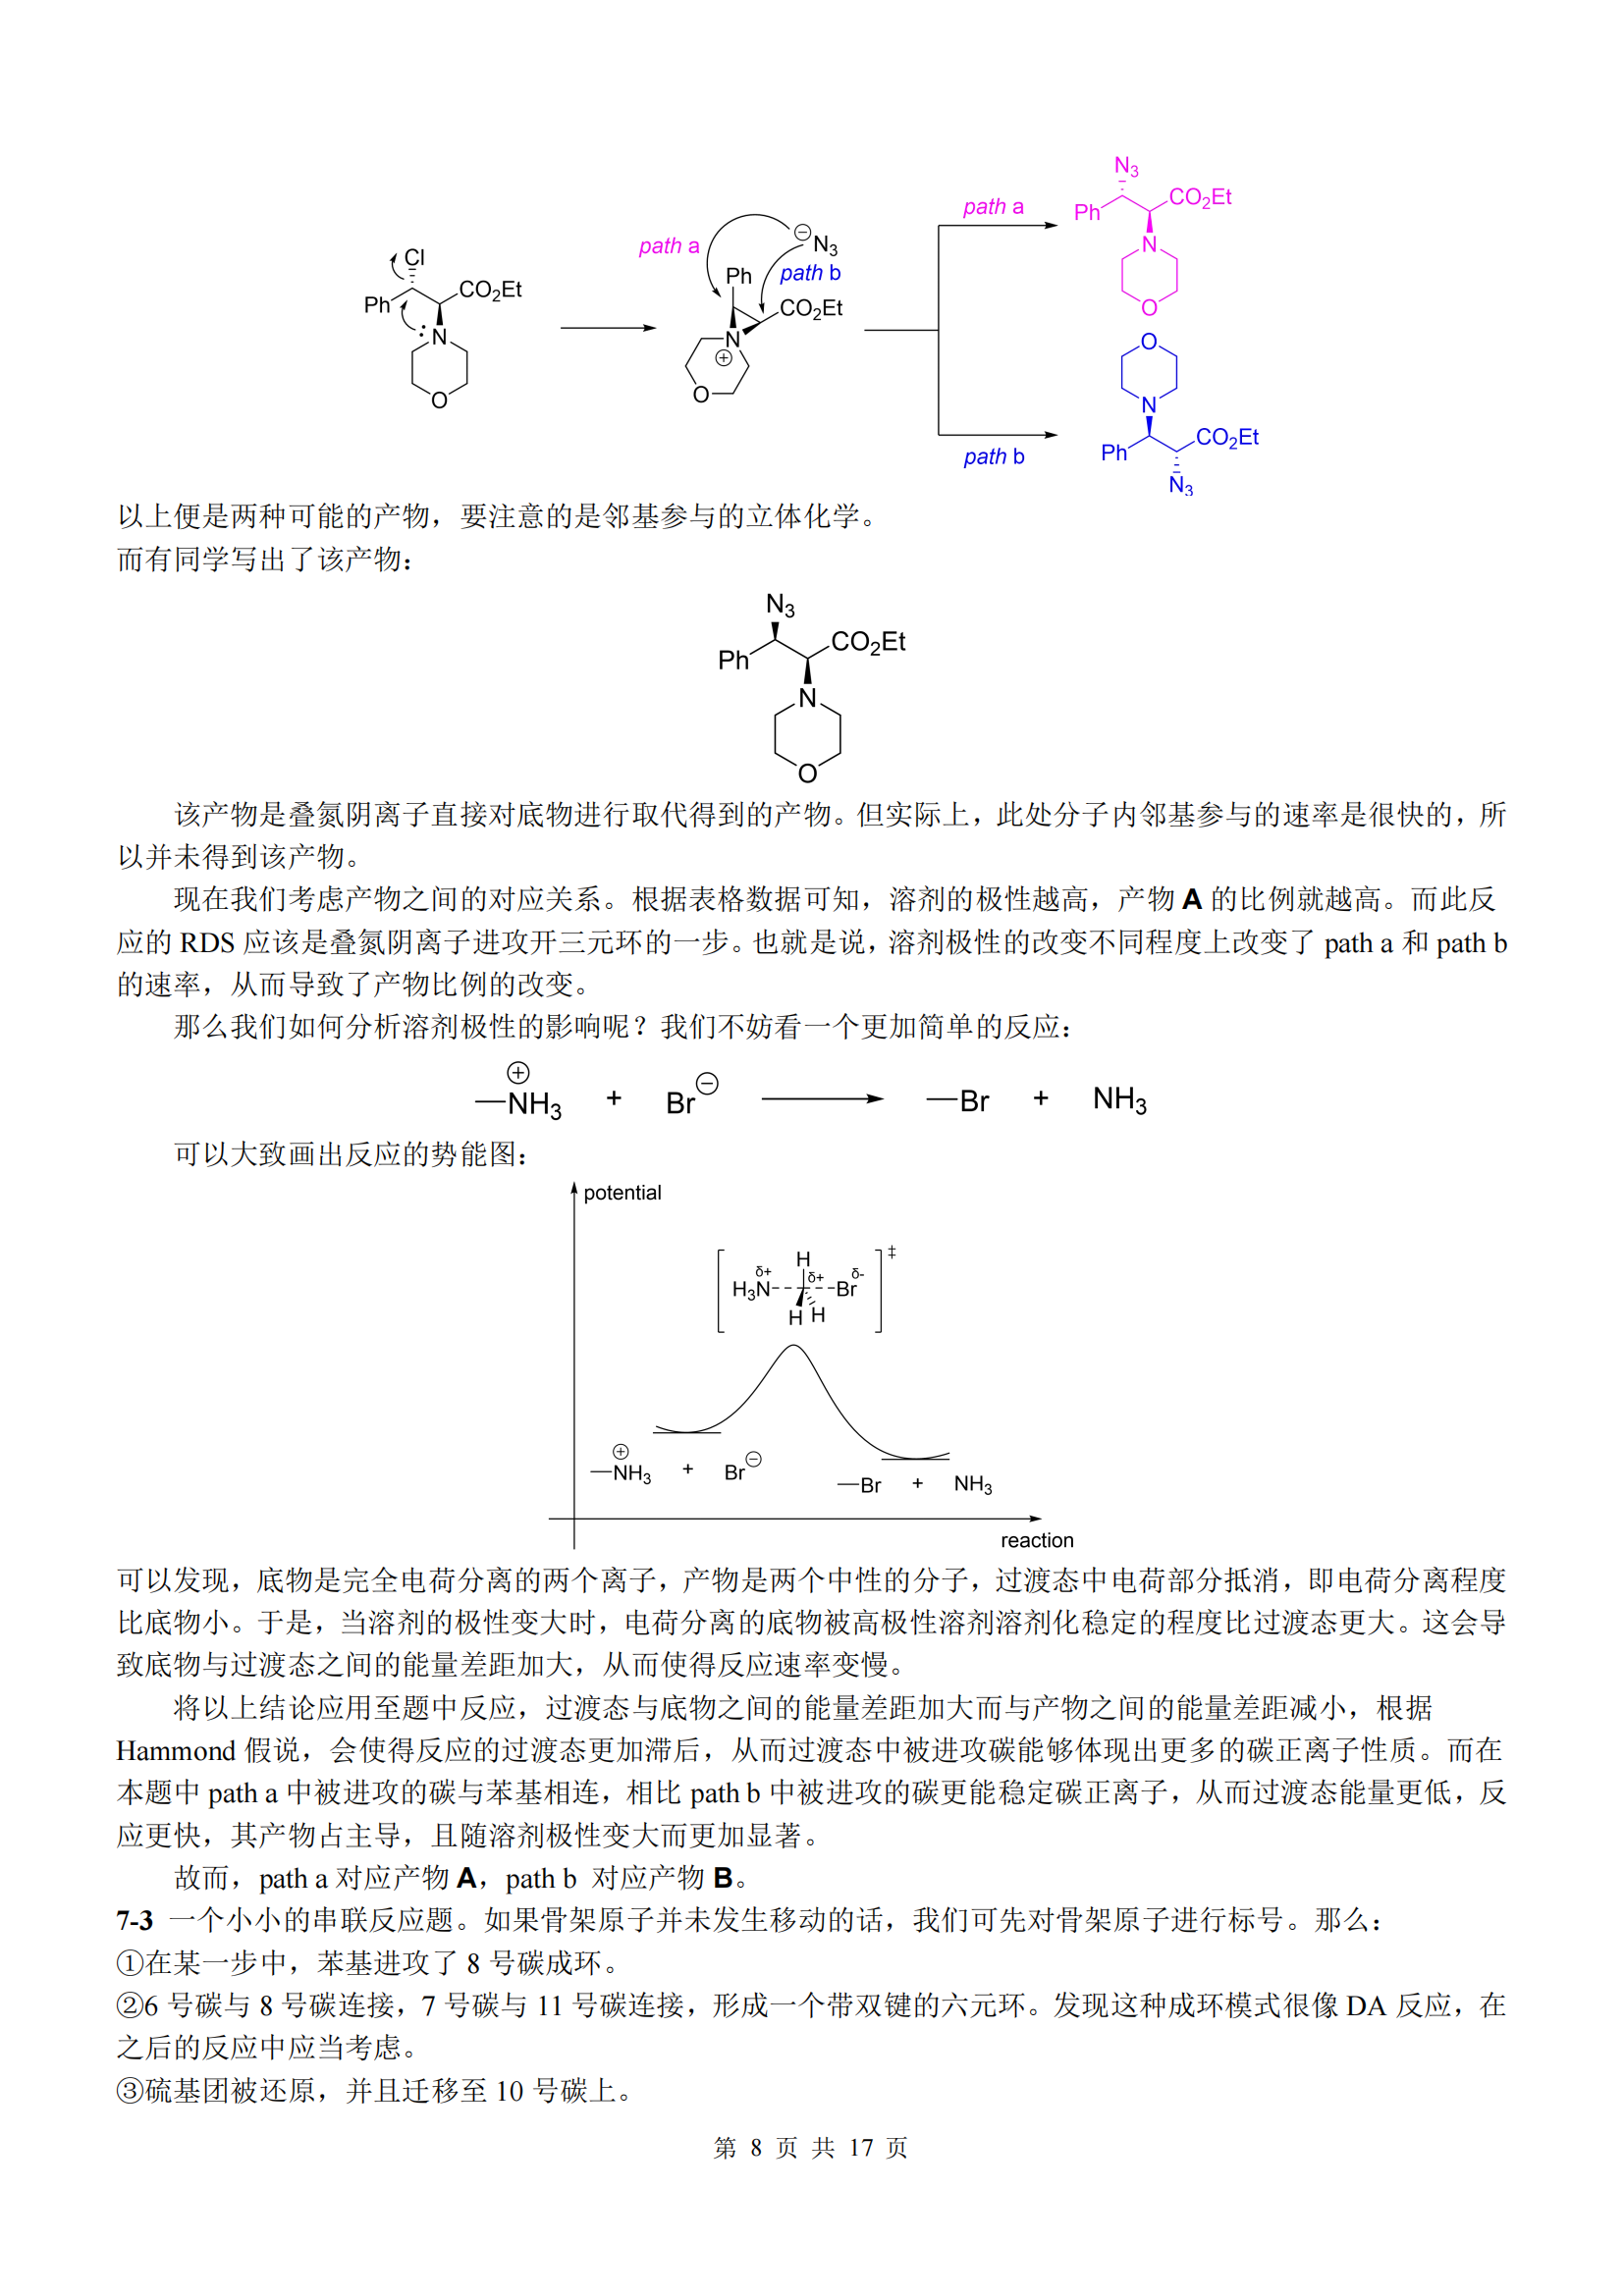 Cl
Ph
CO2Et
N
O
path a
⊖
N3
path b
Ph
CO2Et
N
⊕
O
path a
path b
N3
Ph
CO2Et
N
O
O
N
Ph
CO2Et
N3
以上便是两种可能的产物，要注意的是邻基参与的立体化学。
而有同学写出了该产物：
N3
Ph
CO2Et
N
O
该产物是叠氮阴离子直接对底物进行取代得到的产物。但实际上，此处分子内邻基参与的速率是很快的，所
以并未得到该产物。
现在我们考虑产物之间的对应关系。根据表格数据可知，溶剂的极性越高，产物 A 的比例就越高。而此反
应的 RDS 应该是叠氮阴离子进攻开三元环的一步。也就是说，溶剂极性的改变不同程度上改变了 path a 和 path b
的速率，从而导致了产物比例的改变。
那么我们如何分析溶剂极性的影响呢？我们不妨看一个更加简单的反应：
⊕
—NH3 + Br⊖ —Br + NH3
可以大致画出反应的势能图：
potential
‡
H
δ+ δ+ δ-
H3N Br
H H
⊕
—NH3 + Br⊖
—Br + NH3
reaction
可以发现，底物是完全电荷分离的两个离子，产物是两个中性的分子，过渡态中电荷部分抵消，即电荷分离程度
比底物小。于是，当溶剂的极性变大时，电荷分离的底物被高极性溶剂溶剂化稳定的程度比过渡态更大。这会导
致底物与过渡态之间的能量差距加大，从而使得反应速率变慢。
将以上结论应用至题中反应，过渡态与底物之间的能量差距加大而与产物之间的能量差距减小，根据
Hammond 假说，会使得反应的过渡态更加滞后，从而过渡态中被进攻碳能够体现出更多的碳正离子性质。而在
本题中 path a 中被进攻的碳与苯基相连，相比 path b 中被进攻的碳更能稳定碳正离子，从而过渡态能量更低，反
应更快，其产物占主导，且随溶剂极性变大而更加显著。
故而，path a 对应产物 A，path b 对应产物 B。
7-3 一个小小的串联反应题。如果骨架原子并未发生移动的话，我们可先对骨架原子进行标号。那么：
①在某一步中，苯基进攻了 8 号碳成环。
②6 号碳与 8 号碳连接，7 号碳与 11 号碳连接，形成一个带双键的六元环。发现这种成环模式很像 DA 反应，在
之后的反应中应当考虑。
③硫基团被还原，并且迁移至 10 号碳上。
第 8 页 共 17 页